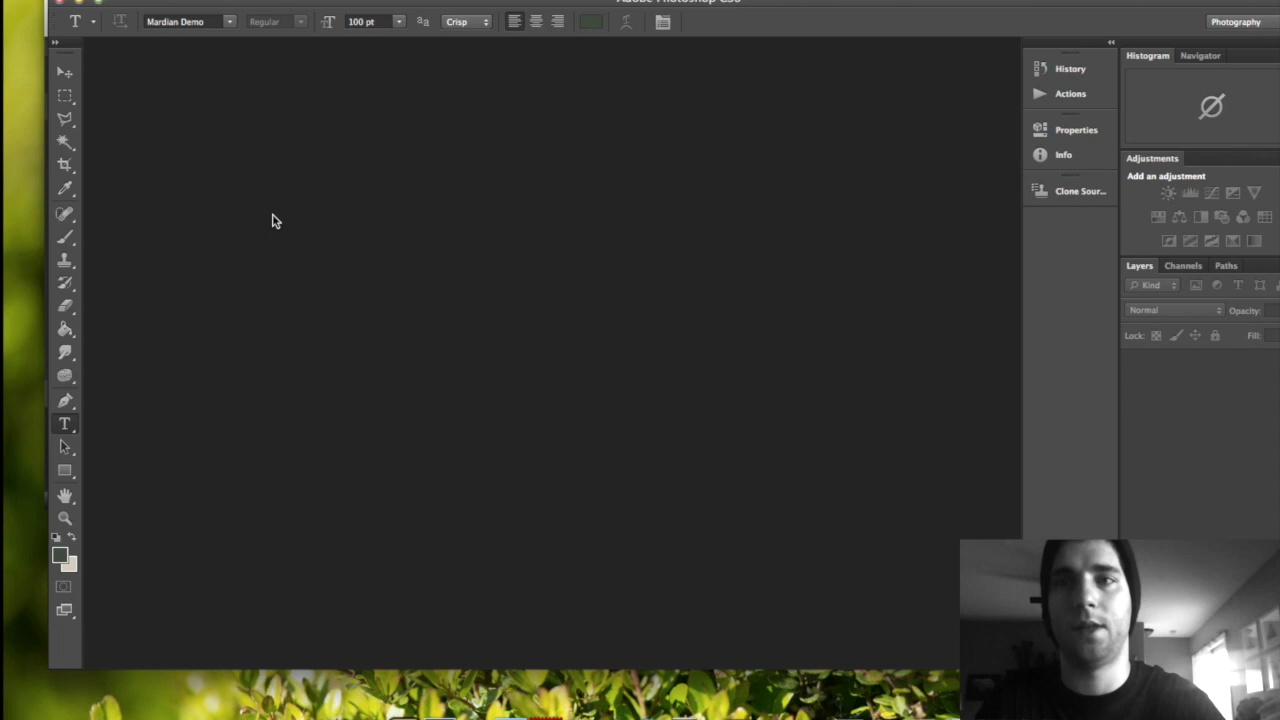 T Mardian Demo Regular T 100 pt aa Crisp Photography
History
Actions
Properties
Info
Clone Sour...
Histogram Navigator
Adjustments
Add an adjustment
Layers Channels Paths
Kind T
Normal Opacity:
Lock: Fill:
T